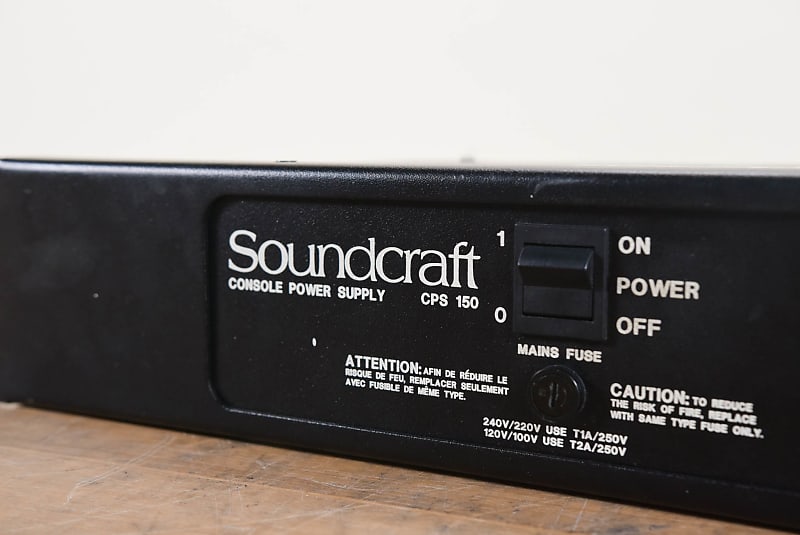 Soundcraft
CONSOLE POWER SUPPLY CPS 150
1 ON
POWER
0 OFF
MAINS FUSE
ATTENTION: AFIN DE RÉDUIRE LE
RISQUE DE FEU, REMPLACER SEULEMENT
AVEC FUSIBLE DE MÊME TYPE.
CAUTION: TO REDUCE
THE RISK OF FIRE, REPLACE
WITH SAME TYPE FUSE ONLY.
240V/220V USE T1A/250V
120V/100V USE T2A/250V